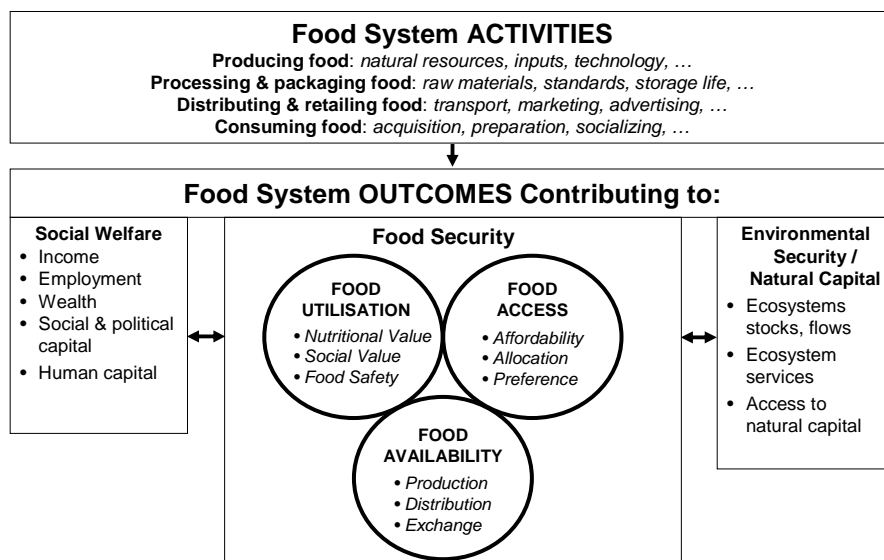 Food System ACTIVITIES
Producing food: natural resources, inputs, technology, …
Processing & packaging food: raw materials, standards, storage life, …
Distributing & retailing food: transport, marketing, advertising, …
Consuming food: acquisition, preparation, socializing, …
Food System OUTCOMES Contributing to:
Social Welfare
• Income
• Employment
• Wealth
• Social & political
capital
• Human capital
Food Security
FOOD
UTILISATION
• Nutritional Value
• Social Value
• Food Safety
FOOD
ACCESS
• Affordability
• Allocation
• Preference
FOOD
AVAILABILITY
• Production
• Distribution
• Exchange
Environmental
Security /
Natural Capital
• Ecosystems
stocks, flows
• Ecosystem
services
• Access to
natural capital